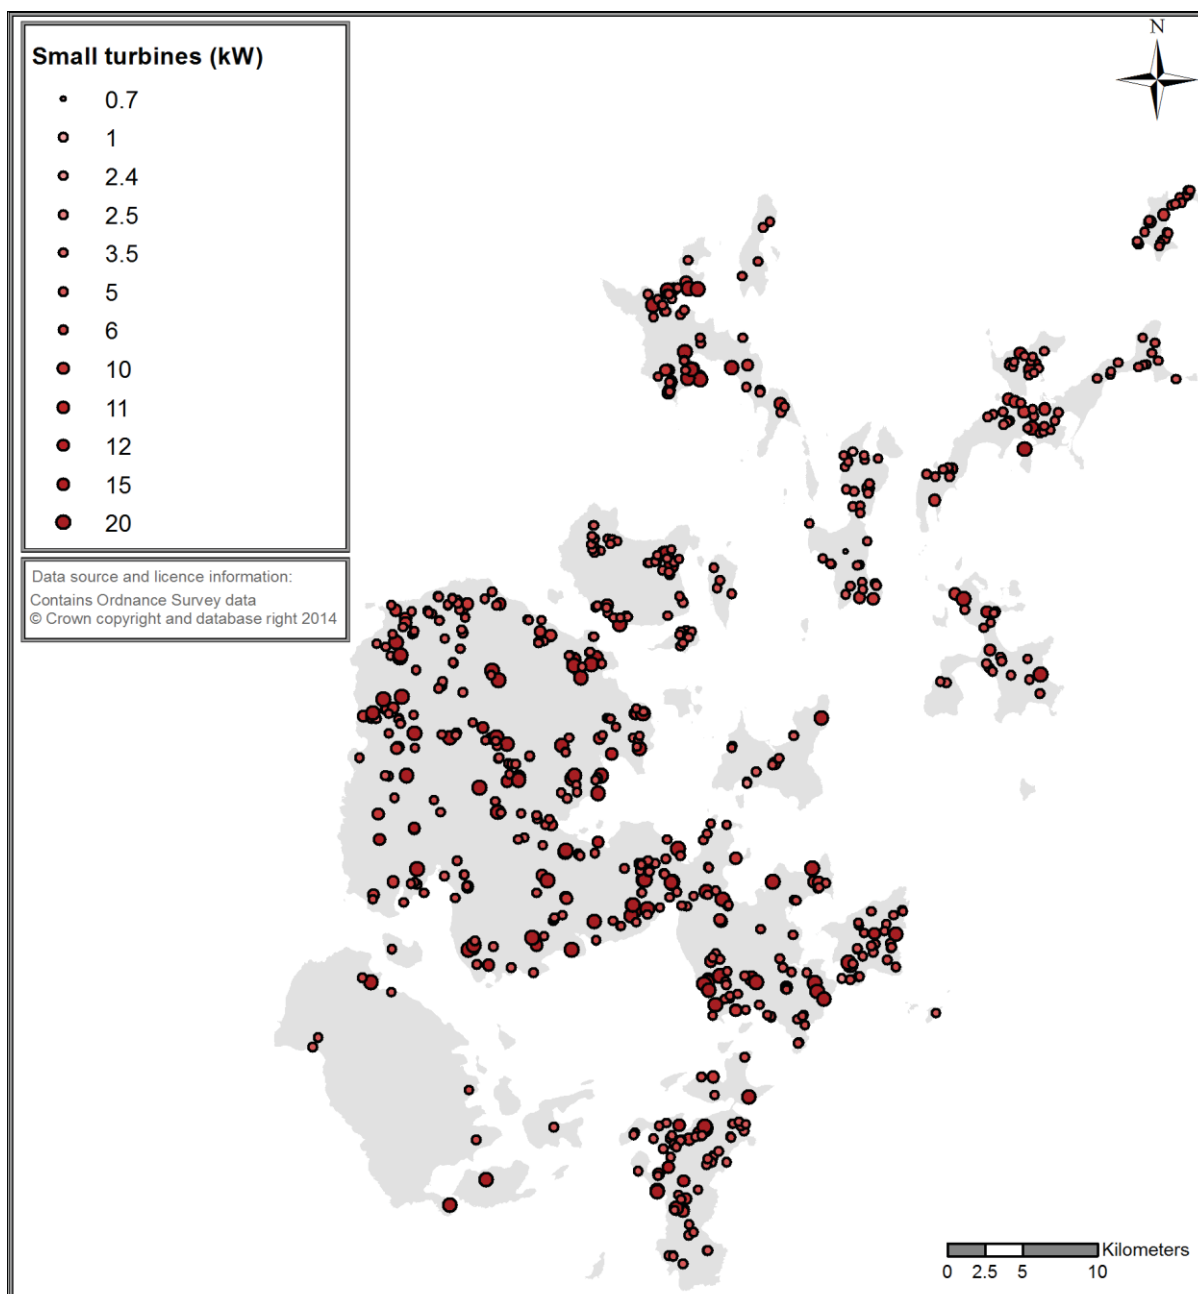 N
Small turbines (kW)
0.7
1
2.4
2.5
3.5
5
6
10
11
12
15
20
Data source and licence information:
Contains Ordnance Survey data
© Crown copyright and database right 2014
Kilometers
0 2.5 5 10